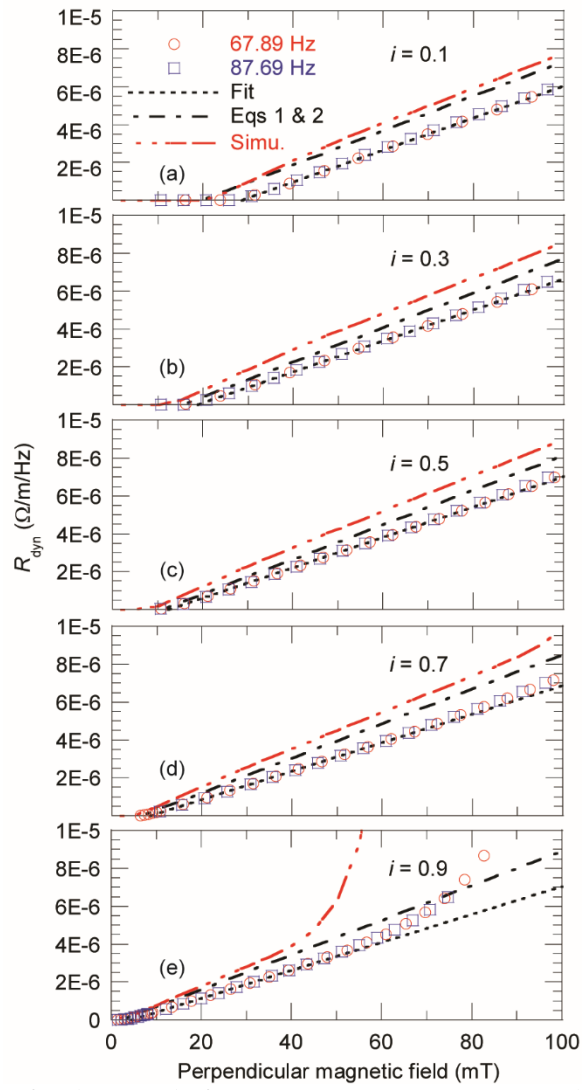 1E-5
8E-6
6E-6
4E-6
2E-6
67.89 Hz
87.69 Hz
Fit
Eqs 1 & 2
Simu.
i = 0.1
(a)
1E-5
8E-6
6E-6
4E-6
2E-6
i = 0.3
(b)
1E-5
8E-6
6E-6
4E-6
2E-6
i = 0.5
(c)
R_dyn (Ω/m/Hz)
1E-5
8E-6
6E-6
4E-6
2E-6
i = 0.7
(d)
1E-5
8E-6
6E-6
4E-6
2E-6
0
i = 0.9
(e)
0 20 40 60 80 100
Perpendicular magnetic field (mT)